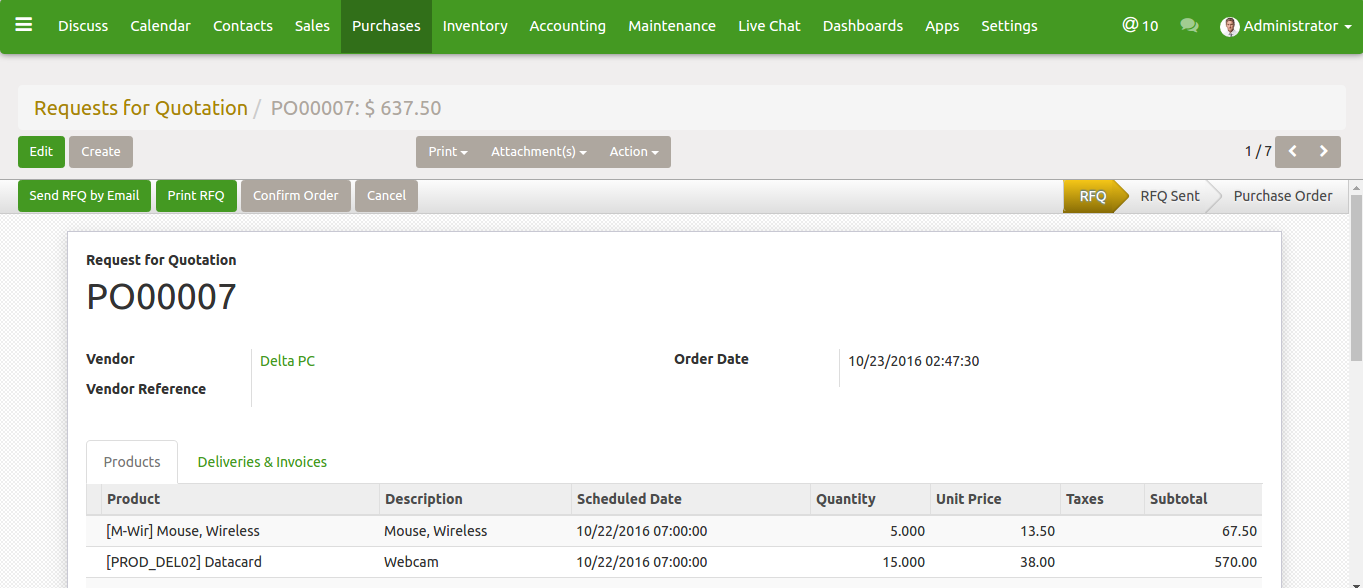 Discuss Calendar Contacts Sales Purchases Inventory Accounting Maintenance Live Chat Dashboards Apps Settings @ 10 Administrator
Requests for Quotation / PO00007: $ 637.50
Edit Create Print Attachment(s) Action 1 / 7
Send RFQ by Email Print RFQ Confirm Order Cancel RFQ RFQ Sent Purchase Order
Request for Quotation
PO00007
Vendor Delta PC Order Date 10/23/2016 02:47:30
Vendor Reference
Products Deliveries & Invoices
Product Description Scheduled Date Quantity Unit Price Taxes Subtotal
[M-Wir] Mouse, Wireless Mouse, Wireless 10/22/2016 07:00:00 5.000 13.50 67.50
[PROD_DEL02] Datacard Webcam 10/22/2016 07:00:00 15.000 38.00 570.00